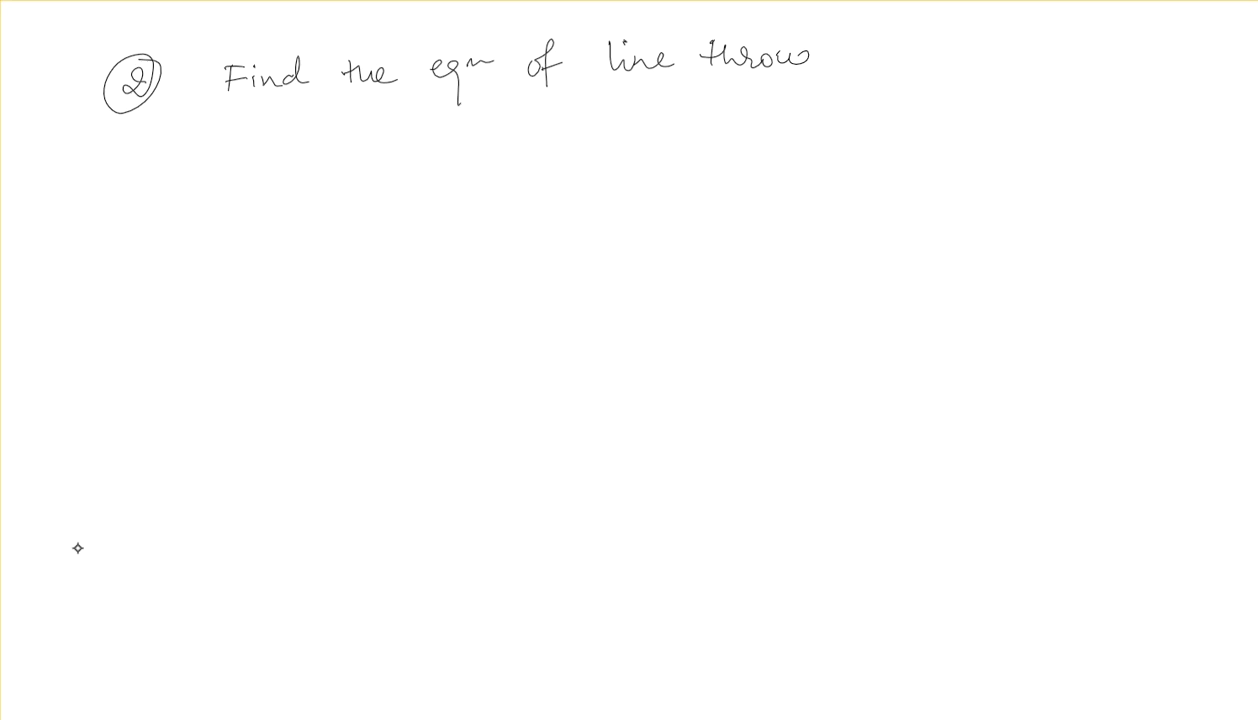 ② Find the eqn of line throw